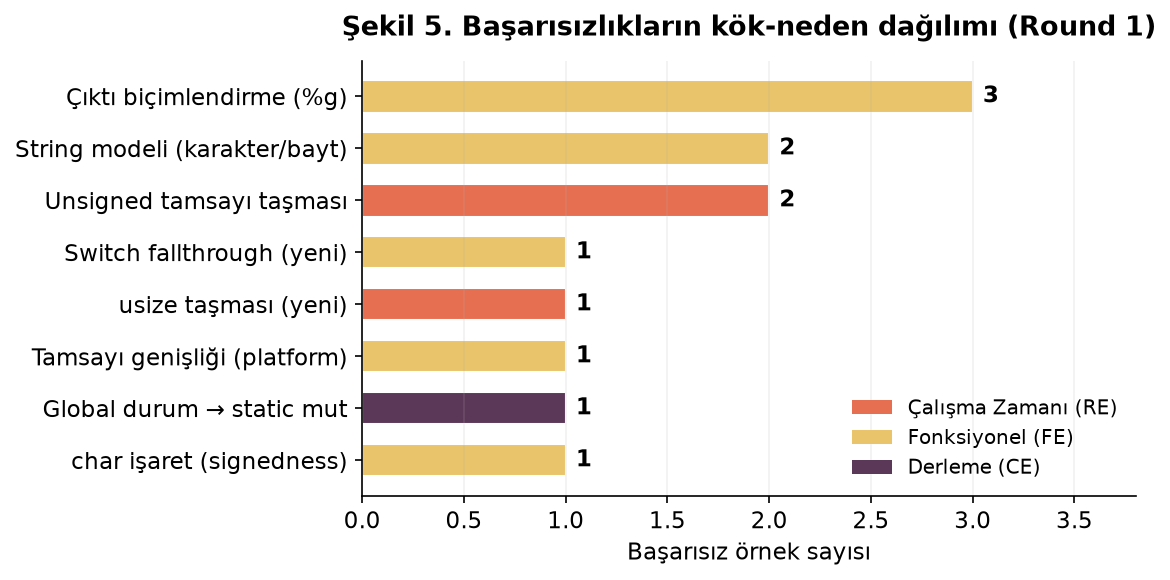 Şekil 5. Başarısızlıkların kök-neden dağılımı (Round 1)
Çıktı biçimlendirme (%g) 3
String modeli (karakter/bayt) 2
Unsigned tamsayı taşması 2
Switch fallthrough (yeni) 1
usize taşması (yeni) 1
Tamsayı genişliği (platform) 1
Global durum → static mut 1
char işaret (signedness) 1
Çalışma Zamanı (RE)
Fonksiyonel (FE)
Derleme (CE)
0.0 0.5 1.0 1.5 2.0 2.5 3.0 3.5
Başarısız örnek sayısı